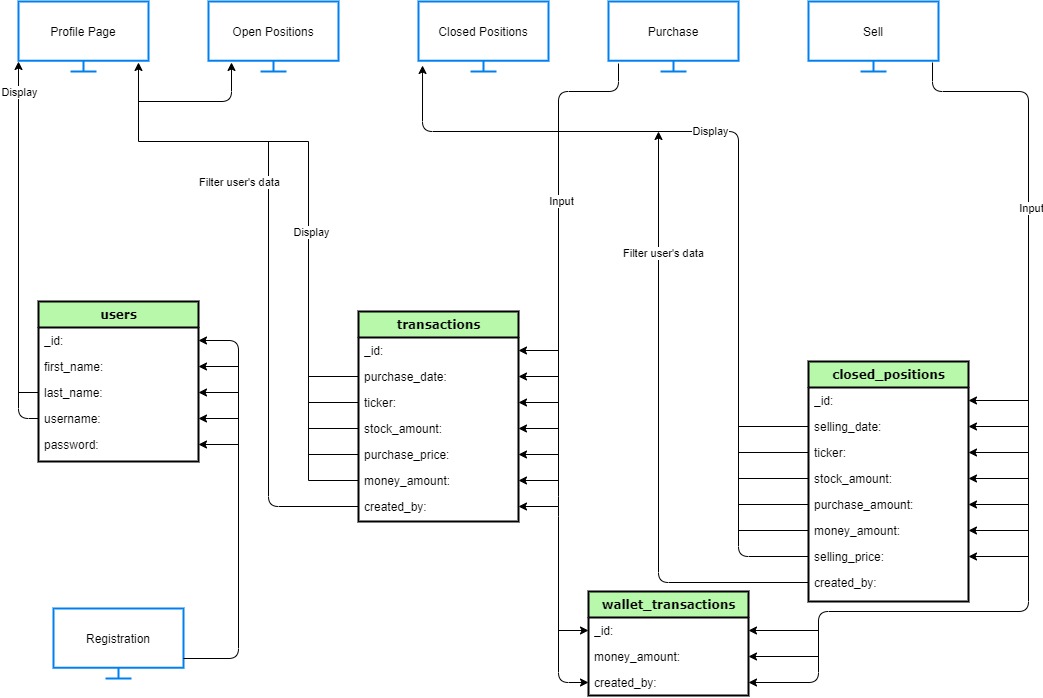 Profile Page
Open Positions
Closed Positions
Purchase
Sell
Display
Display
Filter user's data
Input
Input
Display
Filter user's data
users
_id:
first_name:
last_name:
username:
password:
transactions
_id:
purchase_date:
ticker:
stock_amount:
purchase_price:
money_amount:
created_by:
closed_positions
_id:
selling_date:
ticker:
stock_amount:
purchase_amount:
money_amount:
selling_price:
created_by:
wallet_transactions
_id:
money_amount:
created_by:
Registration